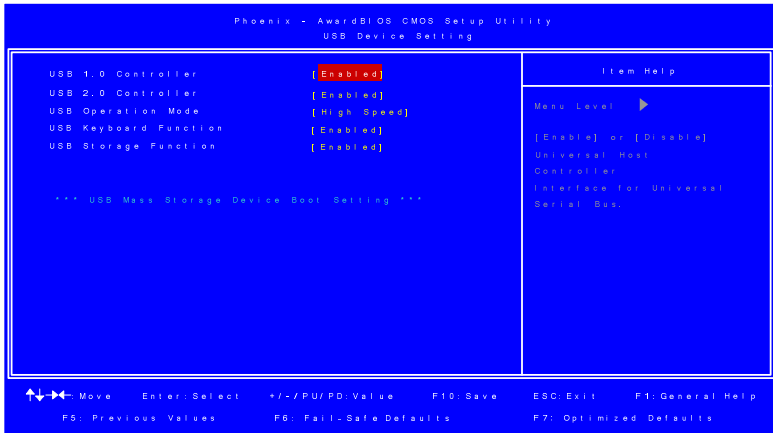 Phoenix - AwardBIOS CMOS Setup Utility
USB Device Setting
USB 1.0 Controller [Enabled]
USB 2.0 Controller [Enabled]
USB Operation Mode [High Speed]
USB Keyboard Function [Enabled]
USB Storage Function [Enabled]
*** USB Mass Storage Device Boot Setting ***
Item Help
Menu Level ▶
[Enable] or [Disable]
Universal Host
Controller
Interface for Universal
Serial Bus.
↑↓→←: Move Enter: Select +/-/PU/PD: Value F10: Save ESC: Exit F1: General Help
F5: Previous Values F6: Fail-Safe Defaults F7: Optimized Defaults